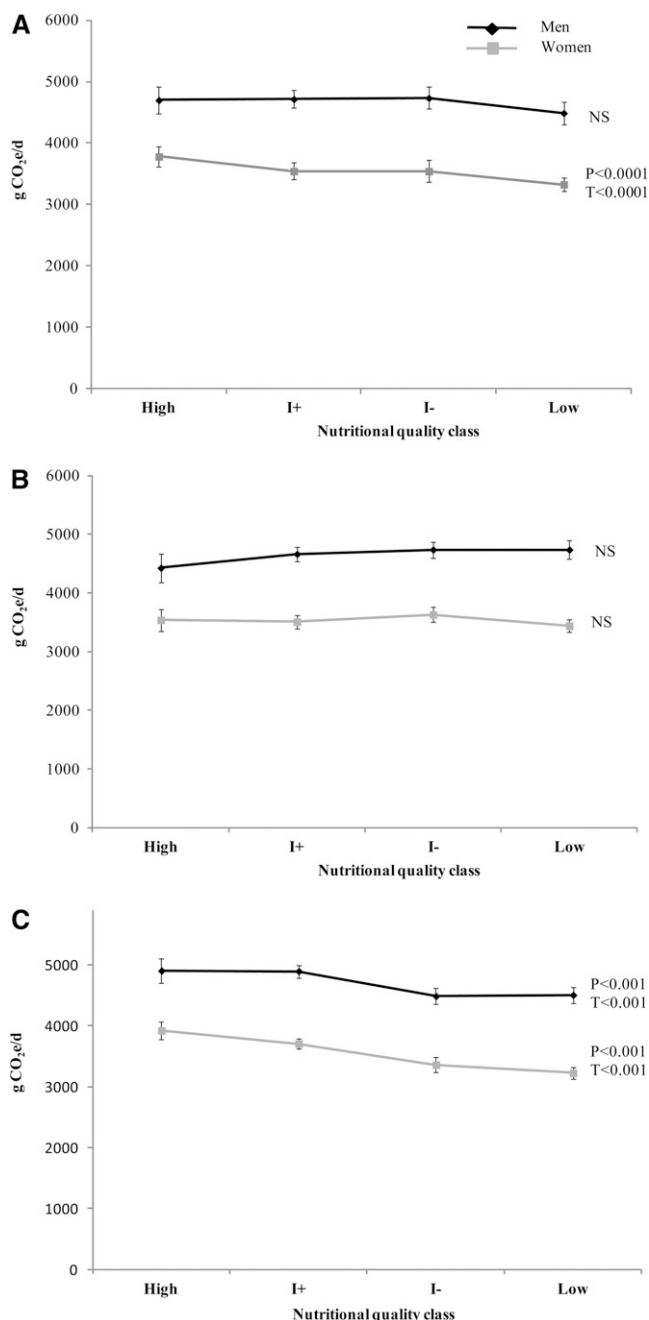 A
Men
Women
6000
5000
4000
3000
2000
1000
0
g CO₂e/d
NS
P<0.0001
T<0.0001
High I+ I- Low
Nutritional quality class
B
6000
5000
4000
3000
2000
1000
0
g CO₂e/d
NS
NS
High I+ I- Low
Nutritional quality class
C
5000
4000
3000
2000
1000
0
g CO₂e/d
P<0.001
T<0.001
P<0.001
T<0.001
High I+ I- Low
Nutritional quality class